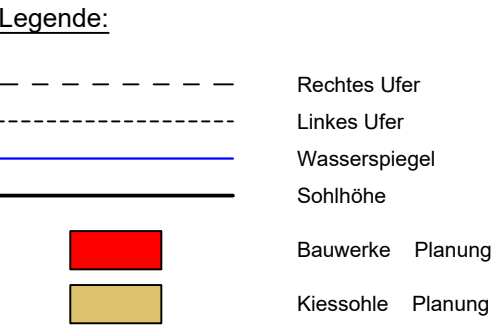 Legende:
Rechtes Ufer
Linkes Ufer
Wasserspiegel
Sohlhöhe
Bauwerke Planung
Kiessohle Planung